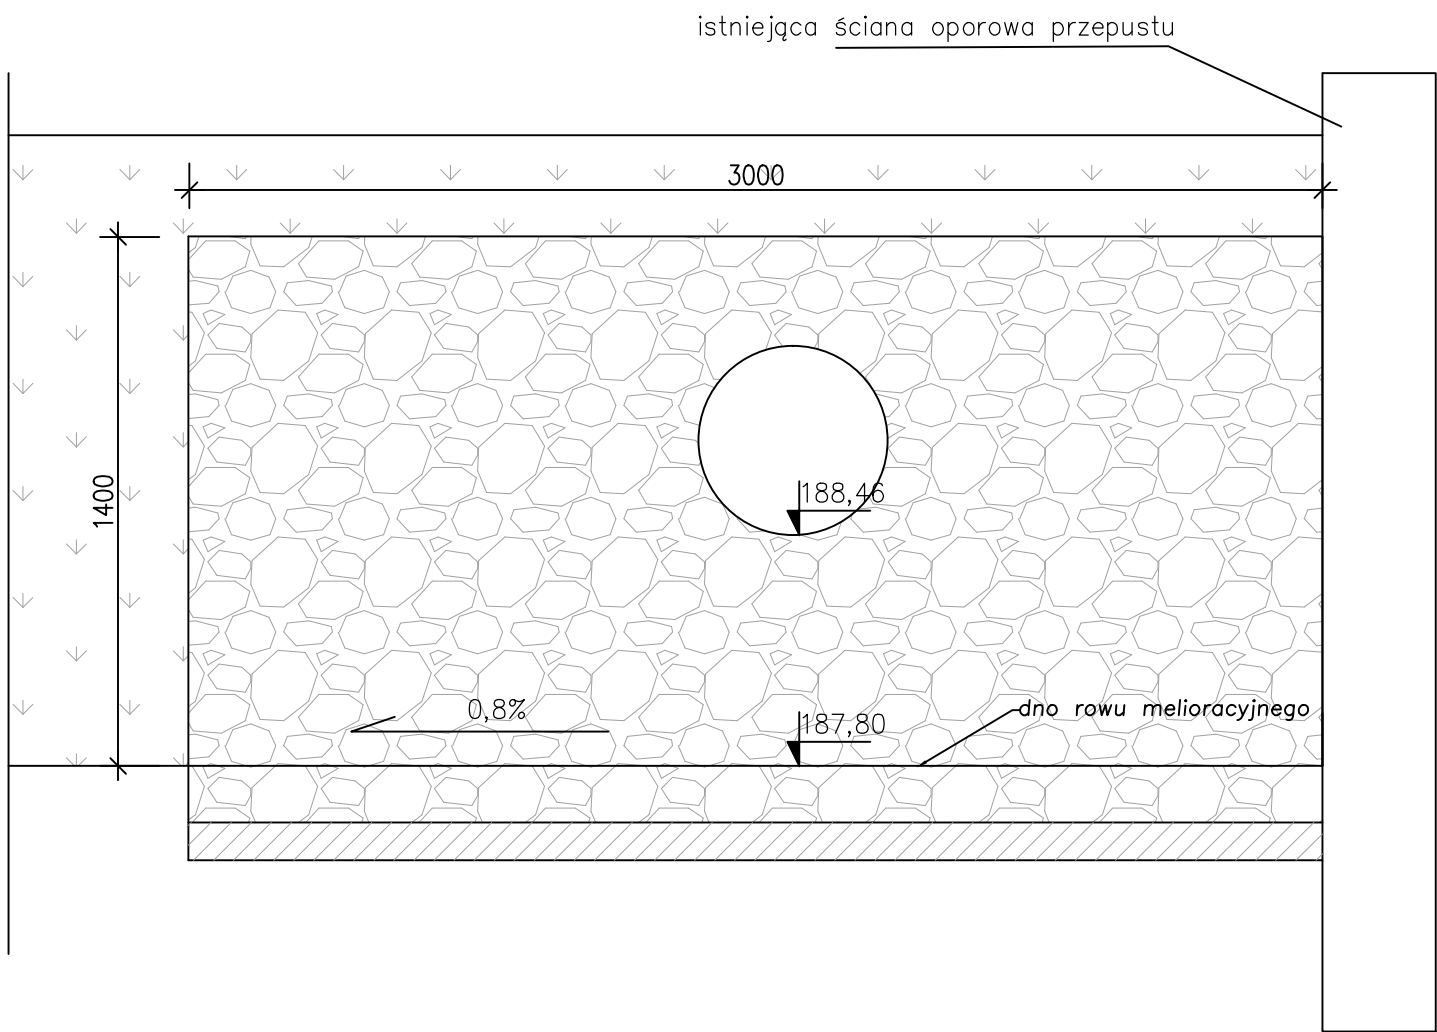 istniejąca ściana oporowa przepustu
3000
1400
188,46
0,8%
187,80
dno rowu melioracyjnego